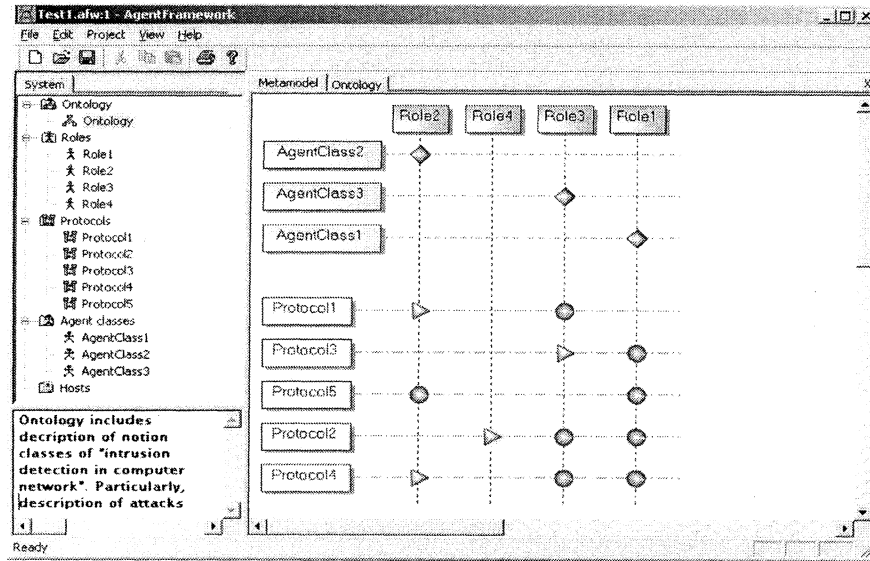 Test1.afw:1 - AgentFramework
File Edit Project View Help
System
Ontology
Ontology
Roles
Role1
Role2
Role3
Role4
Protocols
Protocol1
Protocol2
Protocol3
Protocol4
Protocol5
Agent classes
AgentClass1
AgentClass2
AgentClass3
Hosts
Ontology includes
decription of notion
classes of "intrusion
detection in computer
network". Particularly,
description of attacks
Metamodel Ontology
Role2 Role4 Role3 Role1
AgentClass2
AgentClass3
AgentClass1
Protocol1
Protocol3
Protocol5
Protocol2
Protocol4
Ready